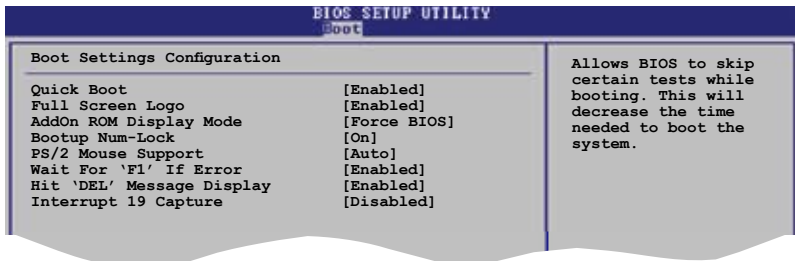 BIOS SETUP UTILITY
Boot
Boot Settings Configuration
Quick Boot [Enabled]
Full Screen Logo [Enabled]
AddOn ROM Display Mode [Force BIOS]
Bootup Num-Lock [On]
PS/2 Mouse Support [Auto]
Wait For ‘F1’ If Error [Enabled]
Hit ‘DEL’ Message Display [Enabled]
Interrupt 19 Capture [Disabled]
Allows BIOS to skip
certain tests while
booting. This will
decrease the time
needed to boot the
system.